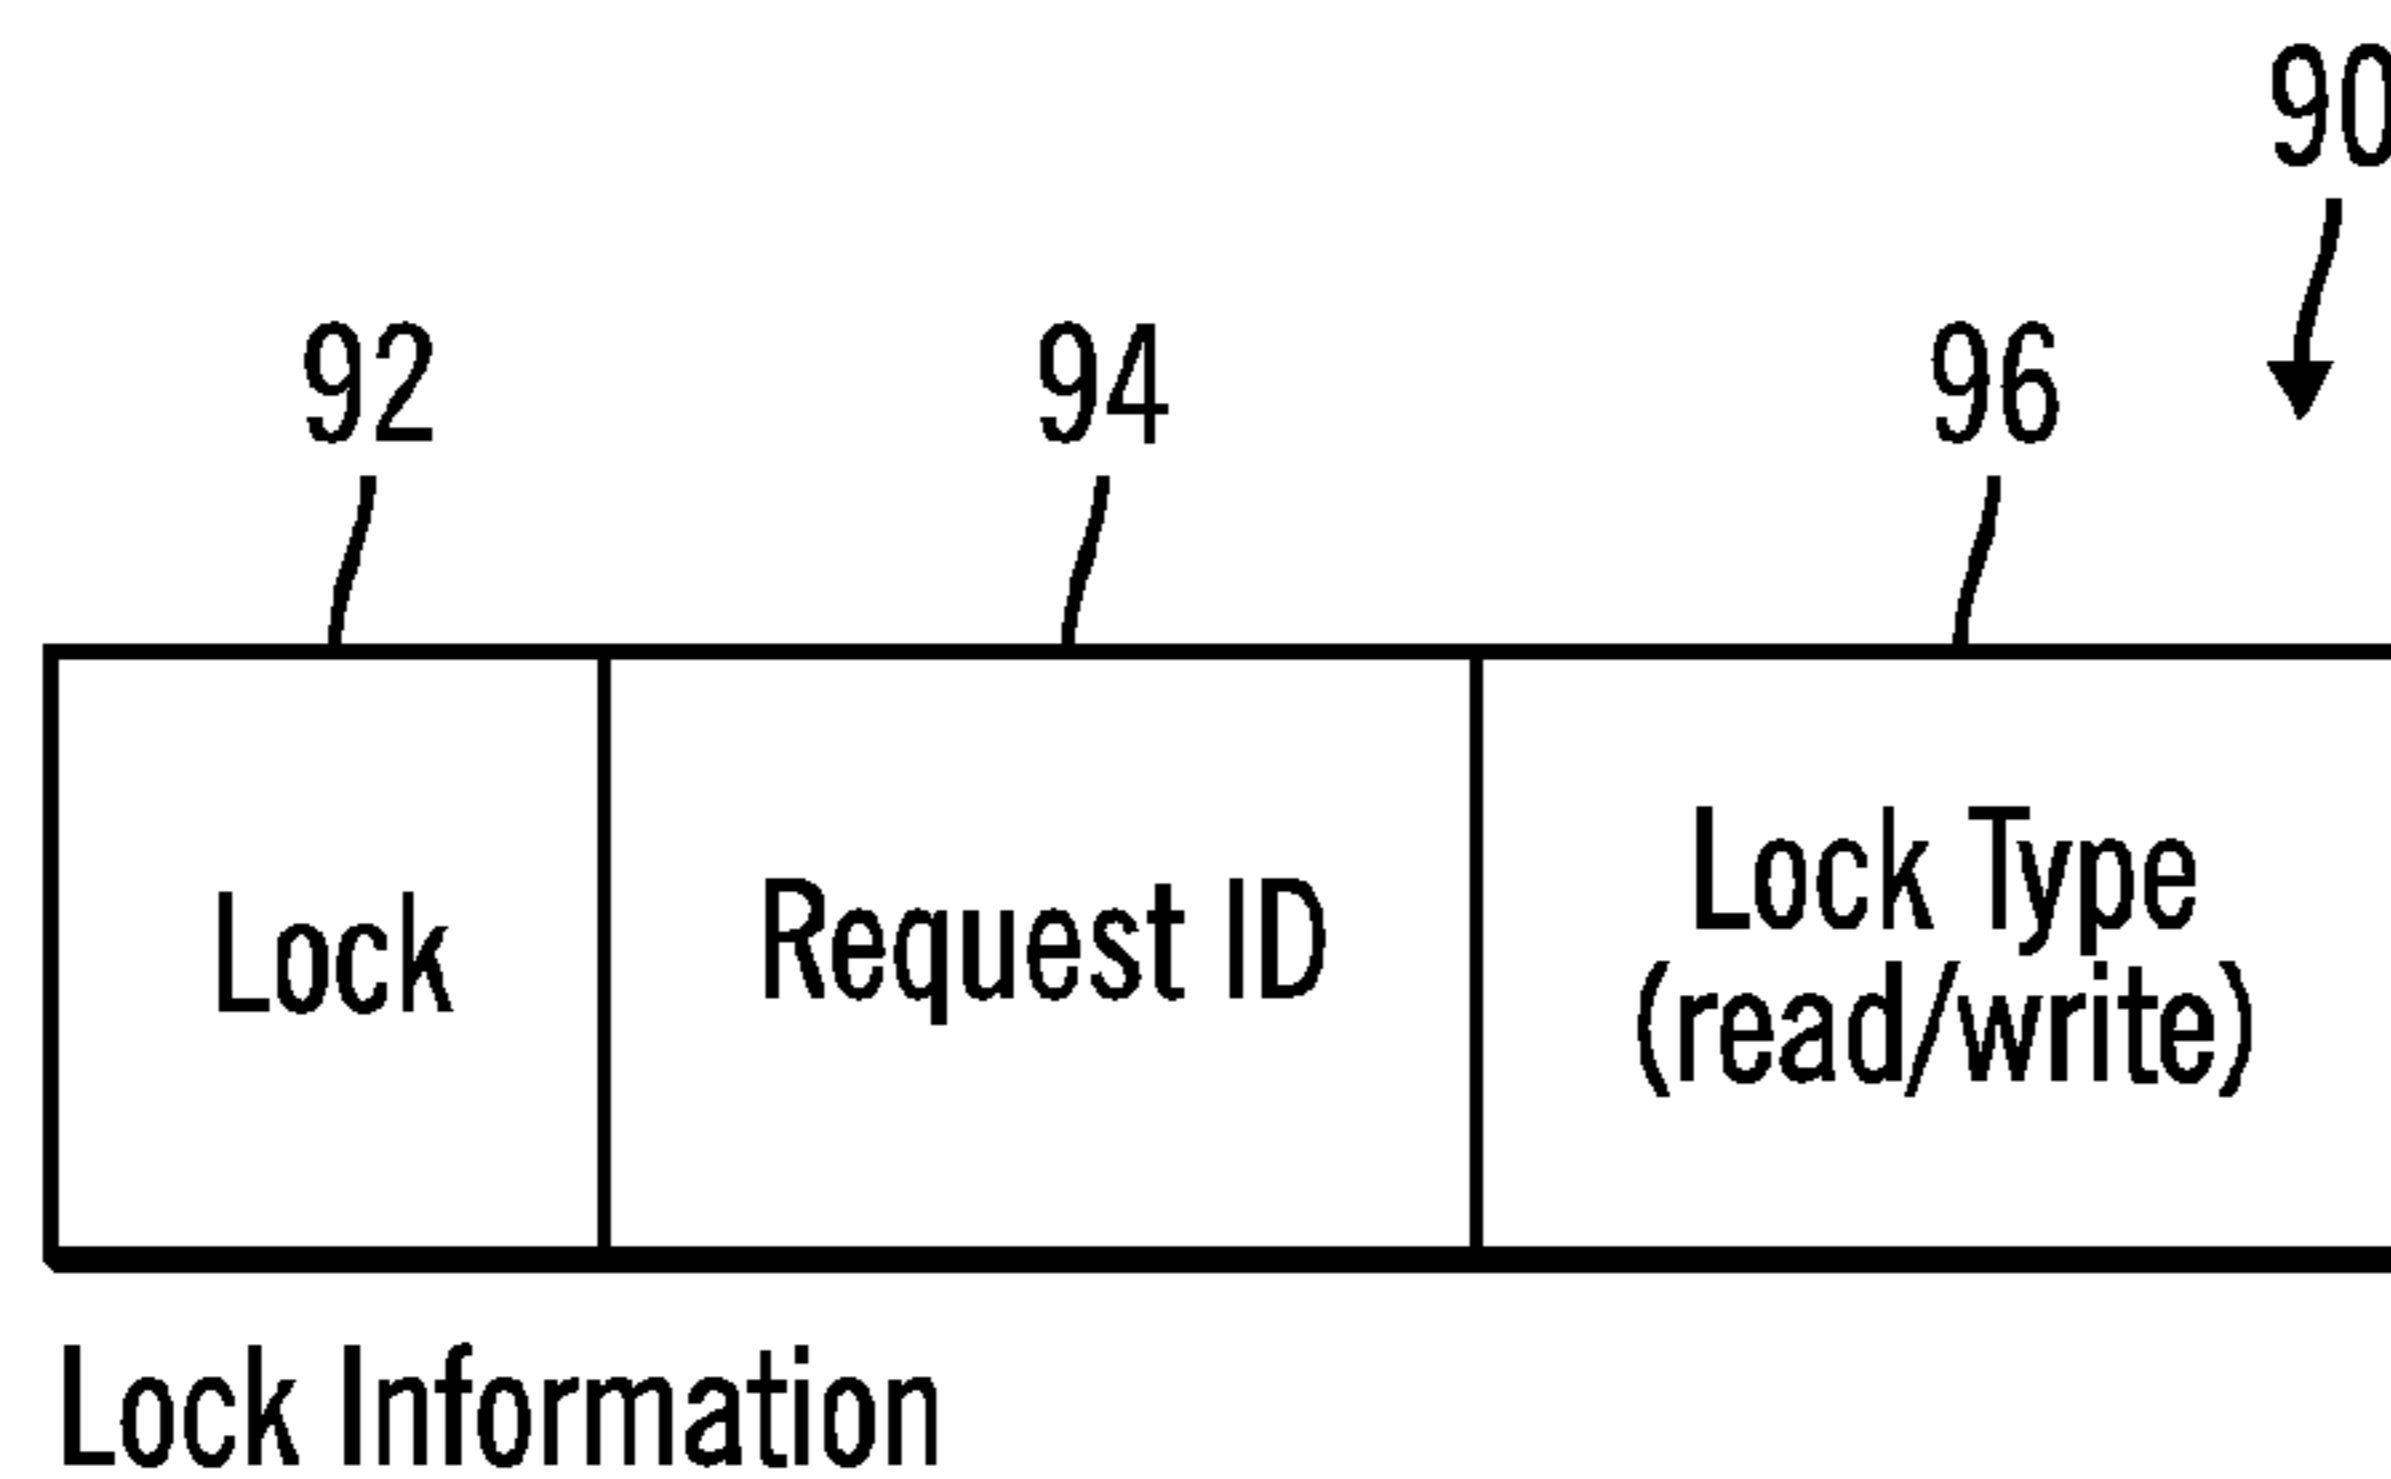 90
92 94 96
Lock
Request ID
Lock Type
(read/write)
Lock Information